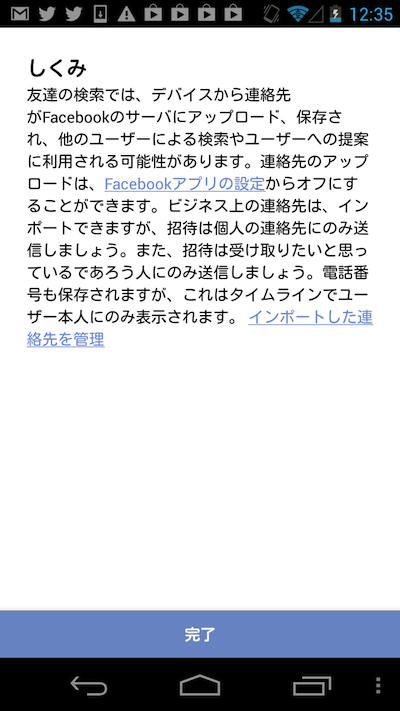 12:35
しくみ
友達の検索では、デバイスから連絡先
がFacebookのサーバにアップロード、保存さ
れ、他のユーザーによる検索やユーザーへの提案
に利用される可能性があります。連絡先のアップ
ロードは、Facebookアプリの設定からオフにす
ることができます。ビジネス上の連絡先は、イン
ポートできますが、招待は個人の連絡先にのみ送
信しましょう。また、招待は受け取りたいと思っ
ているであろう人にのみ送信しましょう。電話番
号も保存されますが、これはタイムラインでユー
ザー本人にのみ表示されます。 インポートした連
絡先を管理
完了